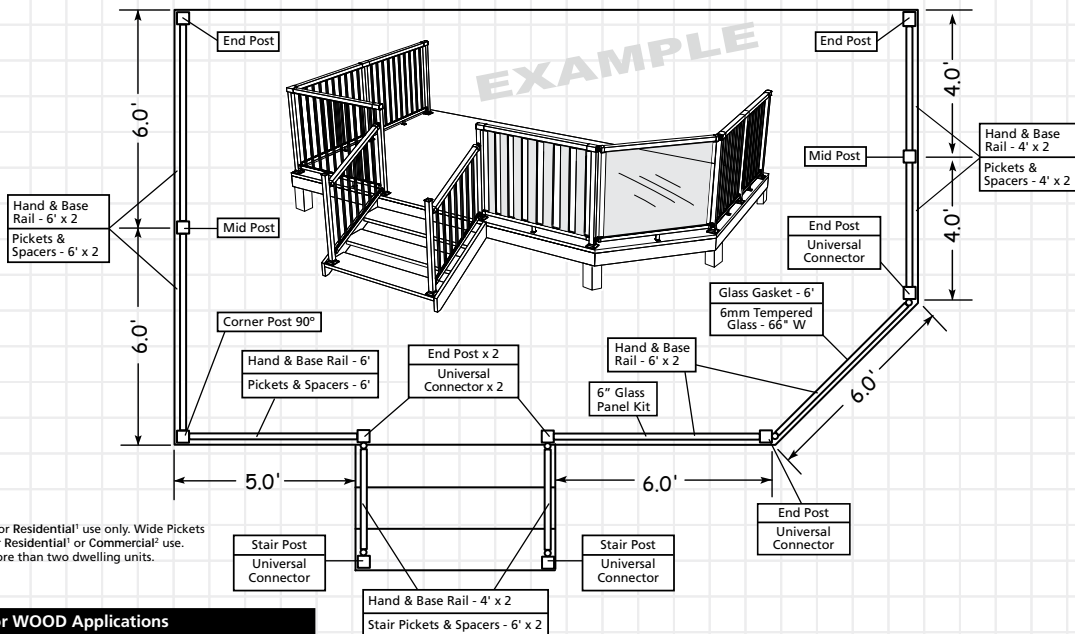 EXAMPLE
End Post
End Post
6.0'
4.0'
Hand & Base
Rail - 4' x 2
Pickets &
Spacers - 4' x 2
Mid Post
Hand & Base
Rail - 6' x 2
Pickets &
Spacers - 6' x 2
Mid Post
4.0'
End Post
Universal
Connector
Glass Gasket - 6'
6mm Tempered
Glass - 66" W
Corner Post 90º
6.0'
Hand & Base Rail - 6'
Pickets & Spacers - 6'
End Post x 2
Universal
Connector x 2
Hand & Base
Rail - 6' x 2
6” Glass
Panel Kit
6.0'
5.0'
6.0'
End Post
Universal
Connector
or Residential¹ use only. Wide Pickets
Residential¹ or Commercial² use.
ore than two dwelling units.
Stair Post
Universal
Connector
Stair Post
Universal
Connector
Hand & Base Rail - 4' x 2
Stair Pickets & Spacers - 6' x 2
or WOOD Applications